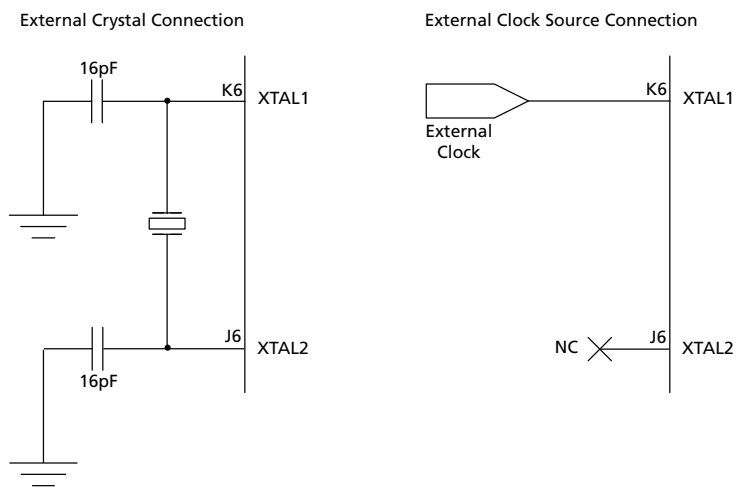 External Crystal Connection
16pF
K6
XTAL1
J6
XTAL2
16pF
External Clock Source Connection
K6
XTAL1
External
Clock
NC
J6
XTAL2